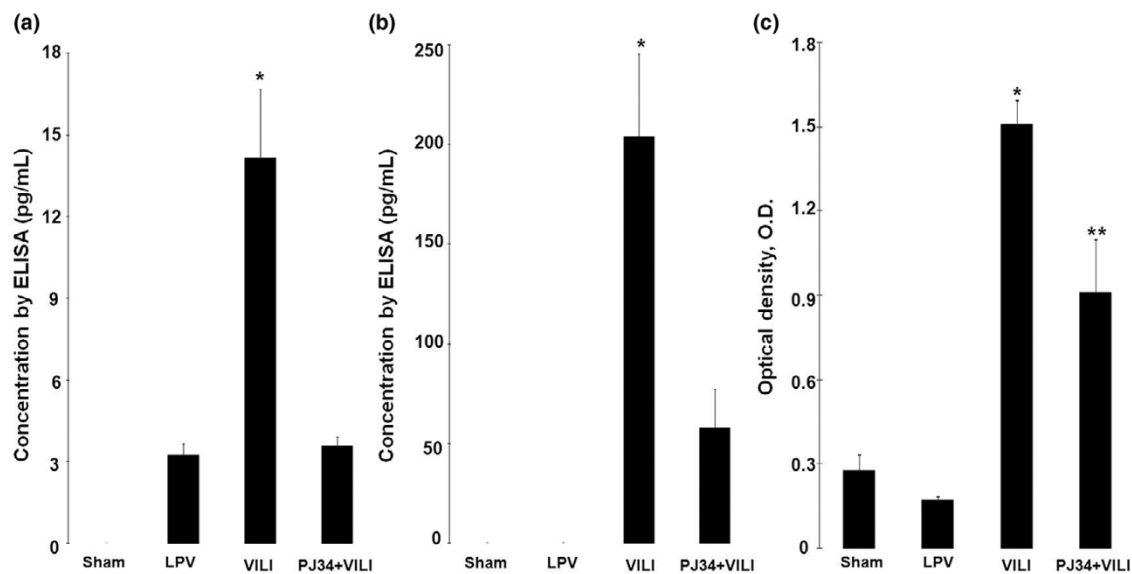 (a)
Concentration by ELISA (pg/mL)
18
15
12
9
6
3
0
*
Sham LPV VILI PJ34+VILI
(b)
Concentration by ELISA (pg/mL)
250
200
150
100
50
0
*
Sham LPV VILI PJ34+VILI
(c)
Optical density, O.D.
1.8
1.5
1.2
0.9
0.6
0.3
0
*
**
Sham LPV VILI PJ34+VILI